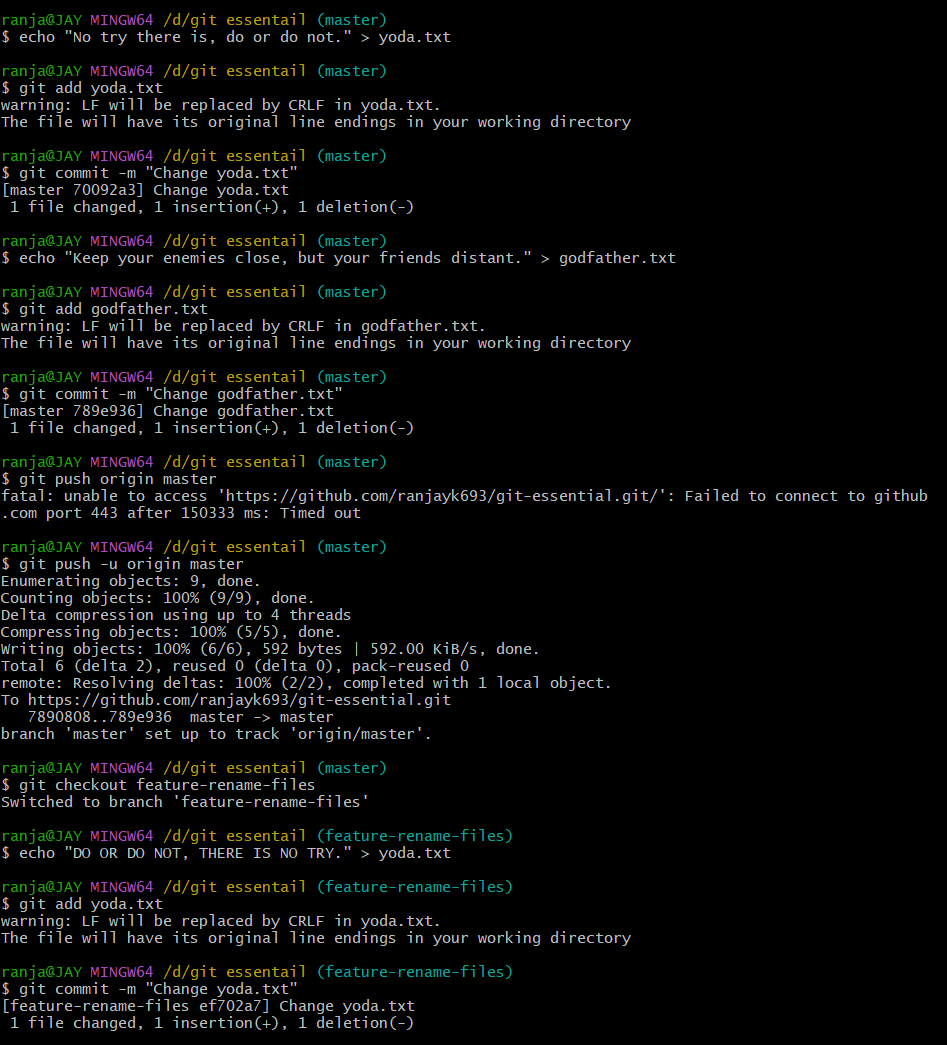 ranja@JAY MINGW64 /d/git essentail (master)
$ echo "No try there is, do or do not." > yoda.txt
ranja@JAY MINGW64 /d/git essentail (master)
$ git add yoda.txt
warning: LF will be replaced by CRLF in yoda.txt.
The file will have its original line endings in your working directory
ranja@JAY MINGW64 /d/git essentail (master)
$ git commit -m "Change yoda.txt"
[master 70092a3] Change yoda.txt
 1 file changed, 1 insertion(+), 1 deletion(-)
ranja@JAY MINGW64 /d/git essentail (master)
$ echo "Keep your enemies close, but your friends distant." > godfather.txt
ranja@JAY MINGW64 /d/git essentail (master)
$ git add godfather.txt
warning: LF will be replaced by CRLF in godfather.txt.
The file will have its original line endings in your working directory
ranja@JAY MINGW64 /d/git essentail (master)
$ git commit -m "Change godfather.txt"
[master 789e936] Change godfather.txt
 1 file changed, 1 insertion(+), 1 deletion(-)
ranja@JAY MINGW64 /d/git essentail (master)
$ git push origin master
fatal: unable to access 'https://github.com/ranjayk693/git-essential.git/': Failed to connect to github
.com port 443 after 150333 ms: Timed out
ranja@JAY MINGW64 /d/git essentail (master)
$ git push -u origin master
Enumerating objects: 9, done.
Counting objects: 100% (9/9), done.
Delta compression using up to 4 threads
Compressing objects: 100% (5/5), done.
Writing objects: 100% (6/6), 592 bytes | 592.00 KiB/s, done.
Total 6 (delta 2), reused 0 (delta 0), pack-reused 0
remote: Resolving deltas: 100% (2/2), completed with 1 local object.
To https://github.com/ranjayk693/git-essential.git
   7890808..789e936  master -> master
branch 'master' set up to track 'origin/master'.
ranja@JAY MINGW64 /d/git essentail (master)
$ git checkout feature-rename-files
Switched to branch 'feature-rename-files'
ranja@JAY MINGW64 /d/git essentail (feature-rename-files)
$ echo "DO OR DO NOT, THERE IS NO TRY." > yoda.txt
ranja@JAY MINGW64 /d/git essentail (feature-rename-files)
$ git add yoda.txt
warning: LF will be replaced by CRLF in yoda.txt.
The file will have its original line endings in your working directory
ranja@JAY MINGW64 /d/git essentail (feature-rename-files)
$ git commit -m "Change yoda.txt"
[feature-rename-files ef702a7] Change yoda.txt
 1 file changed, 1 insertion(+), 1 deletion(-)